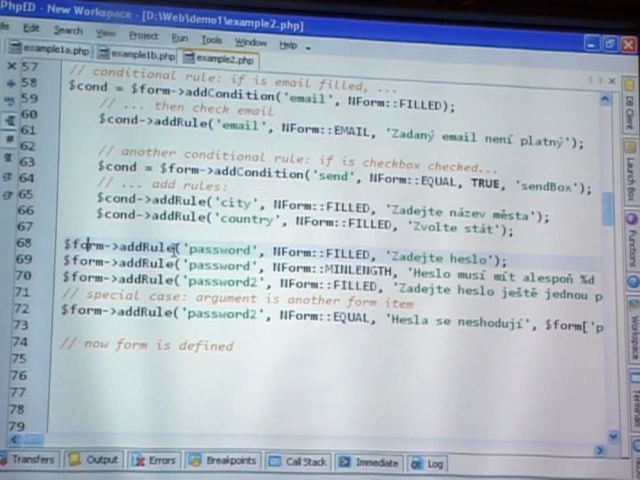 PhpED - New Workspace - [D:\Web\demo1\example2.php]
Edit Search View Project Run Tools Window Help
example1a.php example1b.php example2.php
57 // conditional rule: if is email filled, ...
58 $cond = $form->addCondition('email', NForm::FILLED);
59 // ... then check email
60 $cond->addRule('email', NForm::EMAIL, 'Zadaný email není platný');
61
62 // another conditional rule: if is checkbox checked...
63 $cond = $form->addCondition('send', NForm::EQUAL, TRUE, 'sendBox');
64 // ... add rules:
65 $cond->addRule('city', NForm::FILLED, 'Zadejte název města');
66 $cond->addRule('country', NForm::FILLED, 'Zvolte stát');
67
68 $form->addRule('password', NForm::FILLED, 'Zadejte heslo');
69 $form->addRule('password', NForm::MINLENGTH, 'Heslo musí mít alespoň %d
70 $form->addRule('password2', NForm::FILLED, 'Zadejte heslo ještě jednou p
71 // special case: argument is another form item
72 $form->addRule('password2', NForm::EQUAL, 'Hesla se neshodují', $form['p
73
74 // now form is defined
75
76
77
78
79
Transfers Output Errors Breakpoints Call Stack Immediate Log
DB Client
Launch Box
Functions
Workspace
Terminal